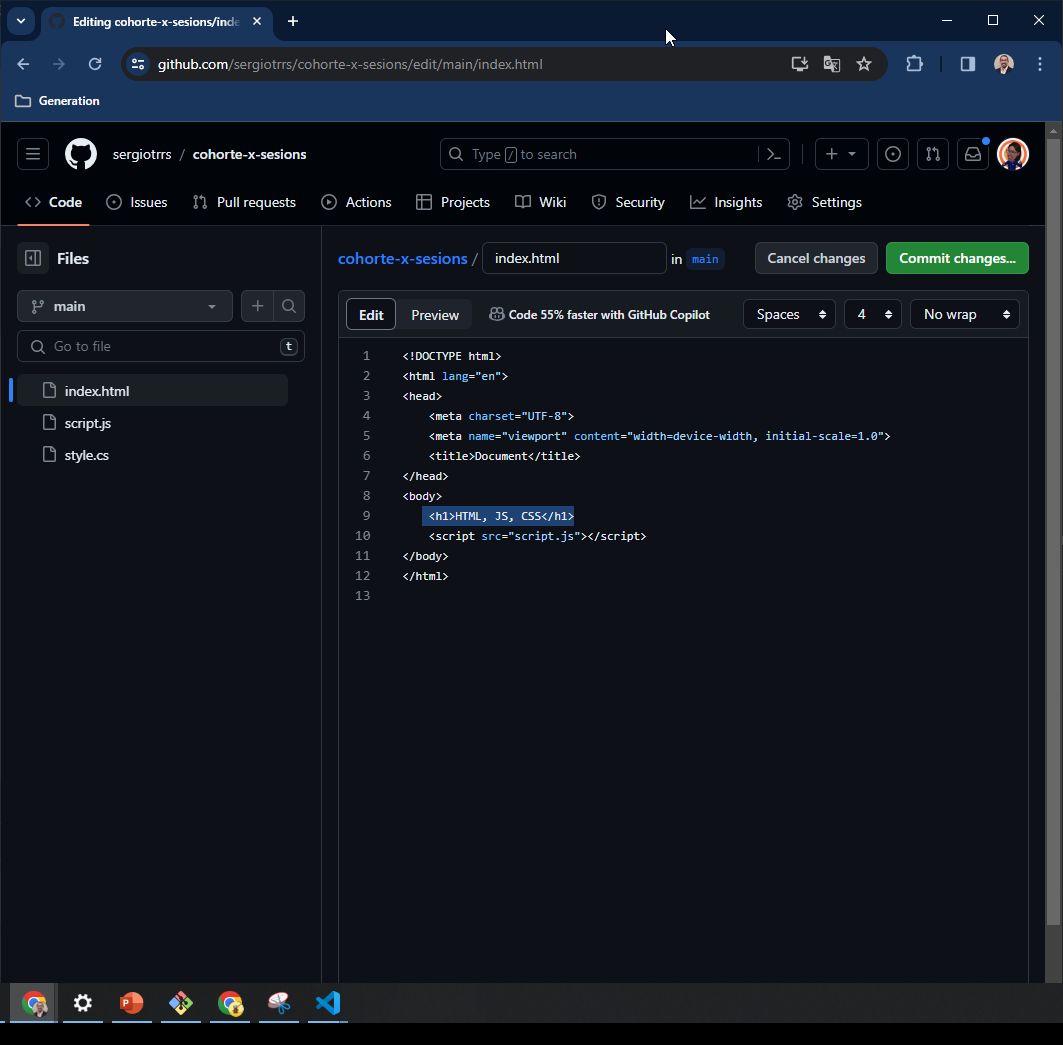 Editing cohorte-x-sesions/inde
github.com/sergiotrrs/cohorte-x-sesions/edit/main/index.html
Generation
sergiotrrs / cohorte-x-sesions
Type / to search
Code Issues Pull requests Actions Projects Wiki Security Insights Settings
Files
main
Go to file t
index.html
script.js
style.cs
cohorte-x-sesions / index.html in main
Cancel changes Commit changes...
Edit Preview Code 55% faster with GitHub Copilot Spaces 4 No wrap
1 <!DOCTYPE html>
2 <html lang="en">
3 <head>
4 <meta charset="UTF-8">
5 <meta name="viewport" content="width=device-width, initial-scale=1.0">
6 <title>Document</title>
7 </head>
8 <body>
9 <h1>HTML, JS, CSS</h1>
10 <script src="script.js"></script>
11 </body>
12 </html>
13